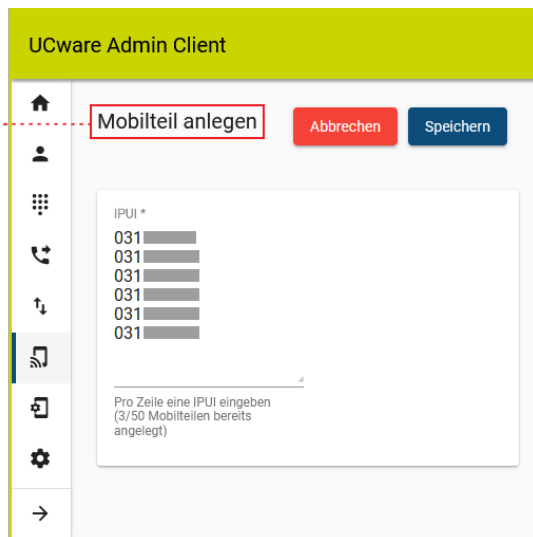 UCware Admin Client
Mobilteil anlegen
Abbrechen
Speichern
IPUI *
031
031
031
031
031
031
Pro Zeile eine IPUI eingeben
(3/50 Mobilteilen bereits
angelegt)